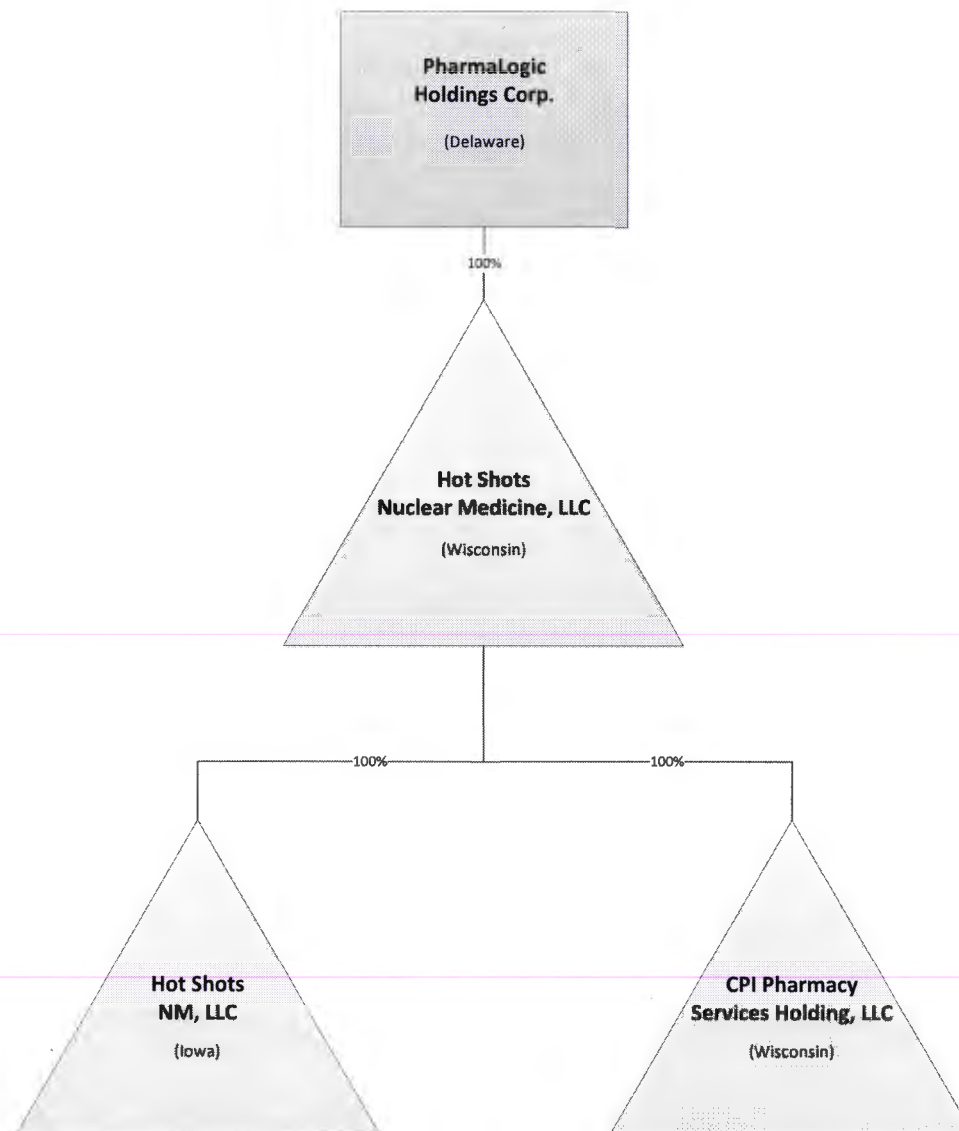 PharmaLogic
Holdings Corp.
(Delaware)
100%
Hot Shots
Nuclear Medicine, LLC
(Wisconsin)
100%
100%
Hot Shots
NM, LLC
(Iowa)
CPI Pharmacy
Services Holding, LLC
(Wisconsin)